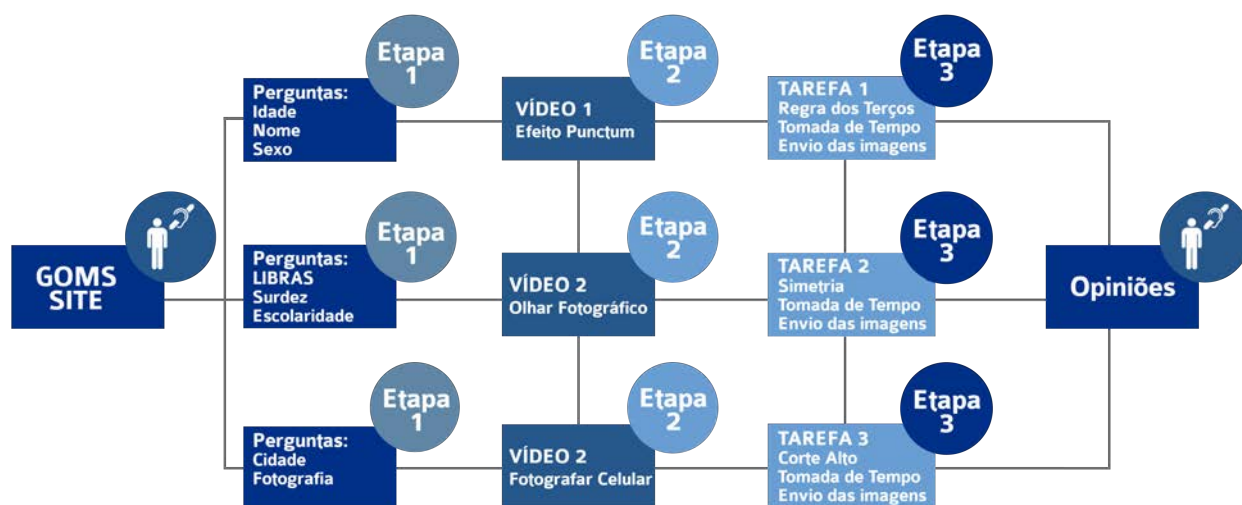 GOMS
SITE
Perguntas:
Idade
Nome
Sexo
Etapa
1
VÍDEO 1
Efeito Punctum
Etapa
2
TAREFA 1
Regra dos Terços
Tomada de Tempo
Envio das imagens
Etapa
3
Perguntas:
LIBRAS
Surdez
Escolaridade
Etapa
1
VÍDEO 2
Olhar Fotográfico
Etapa
2
TAREFA 2
Simetria
Tomada de Tempo
Envio das imagens
Etapa
3
Perguntas:
Cidade
Fotografia
Etapa
1
VÍDEO 2
Fotografar Celular
Etapa
2
TAREFA 3
Corte Alto
Tomada de Tempo
Envio das imagens
Etapa
3
Opiniões